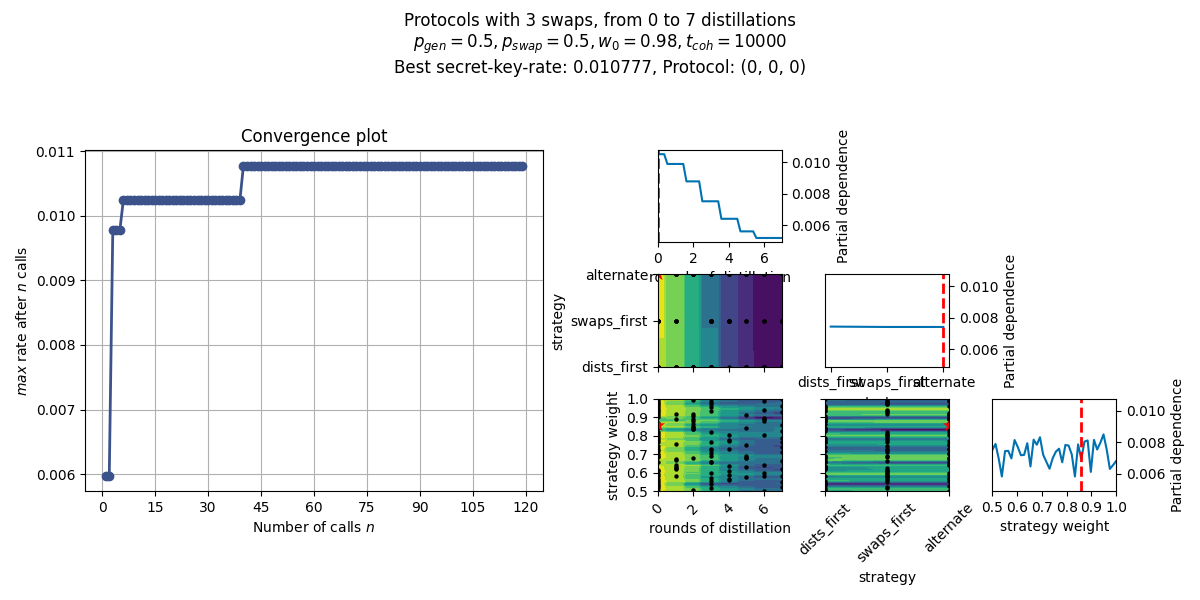 Protocols with 3 swaps, from 0 to 7 distillations
p_gen = 0.5, p_swap = 0.5, w_0 = 0.98, t_coh = 10000
Best secret-key-rate: 0.010777, Protocol: (0, 0, 0)
Convergence plot
0.011
0.010
0.009
0.008
0.007
0.006
max rate after n calls
0 15 30 45 60 75 90 105 120
Number of calls n
0.010
0.008
0.006
Partial dependence
0 2 4 6
strategy
alternate
swaps_first
dists_first
0.010
0.008
0.006
Partial dependence
dists_first swaps_first alternate
strategy weight
1.0
0.9
0.8
0.7
0.6
0.5
0 2 4 6
rounds of distillation
dists_first swaps_first alternate
strategy
0.010
0.008
0.006
Partial dependence
0.5 0.6 0.7 0.8 0.9 1.0
strategy weight